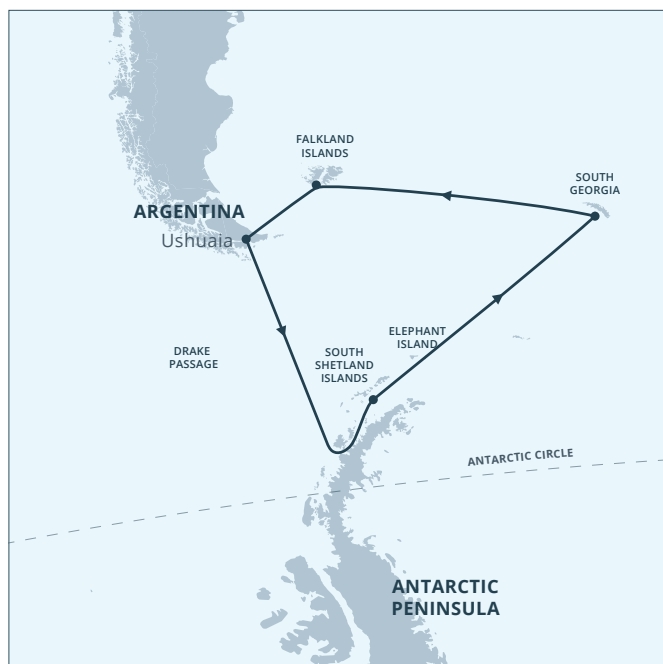 FALKLAND
ISLANDS
SOUTH
GEORGIA
ARGENTINA
Ushuaia
ELEPHANT
ISLAND
DRAKE
PASSAGE
SOUTH
SHETLAND
ISLANDS
ANTARCTIC CIRCLE
ANTARCTIC
PENINSULA